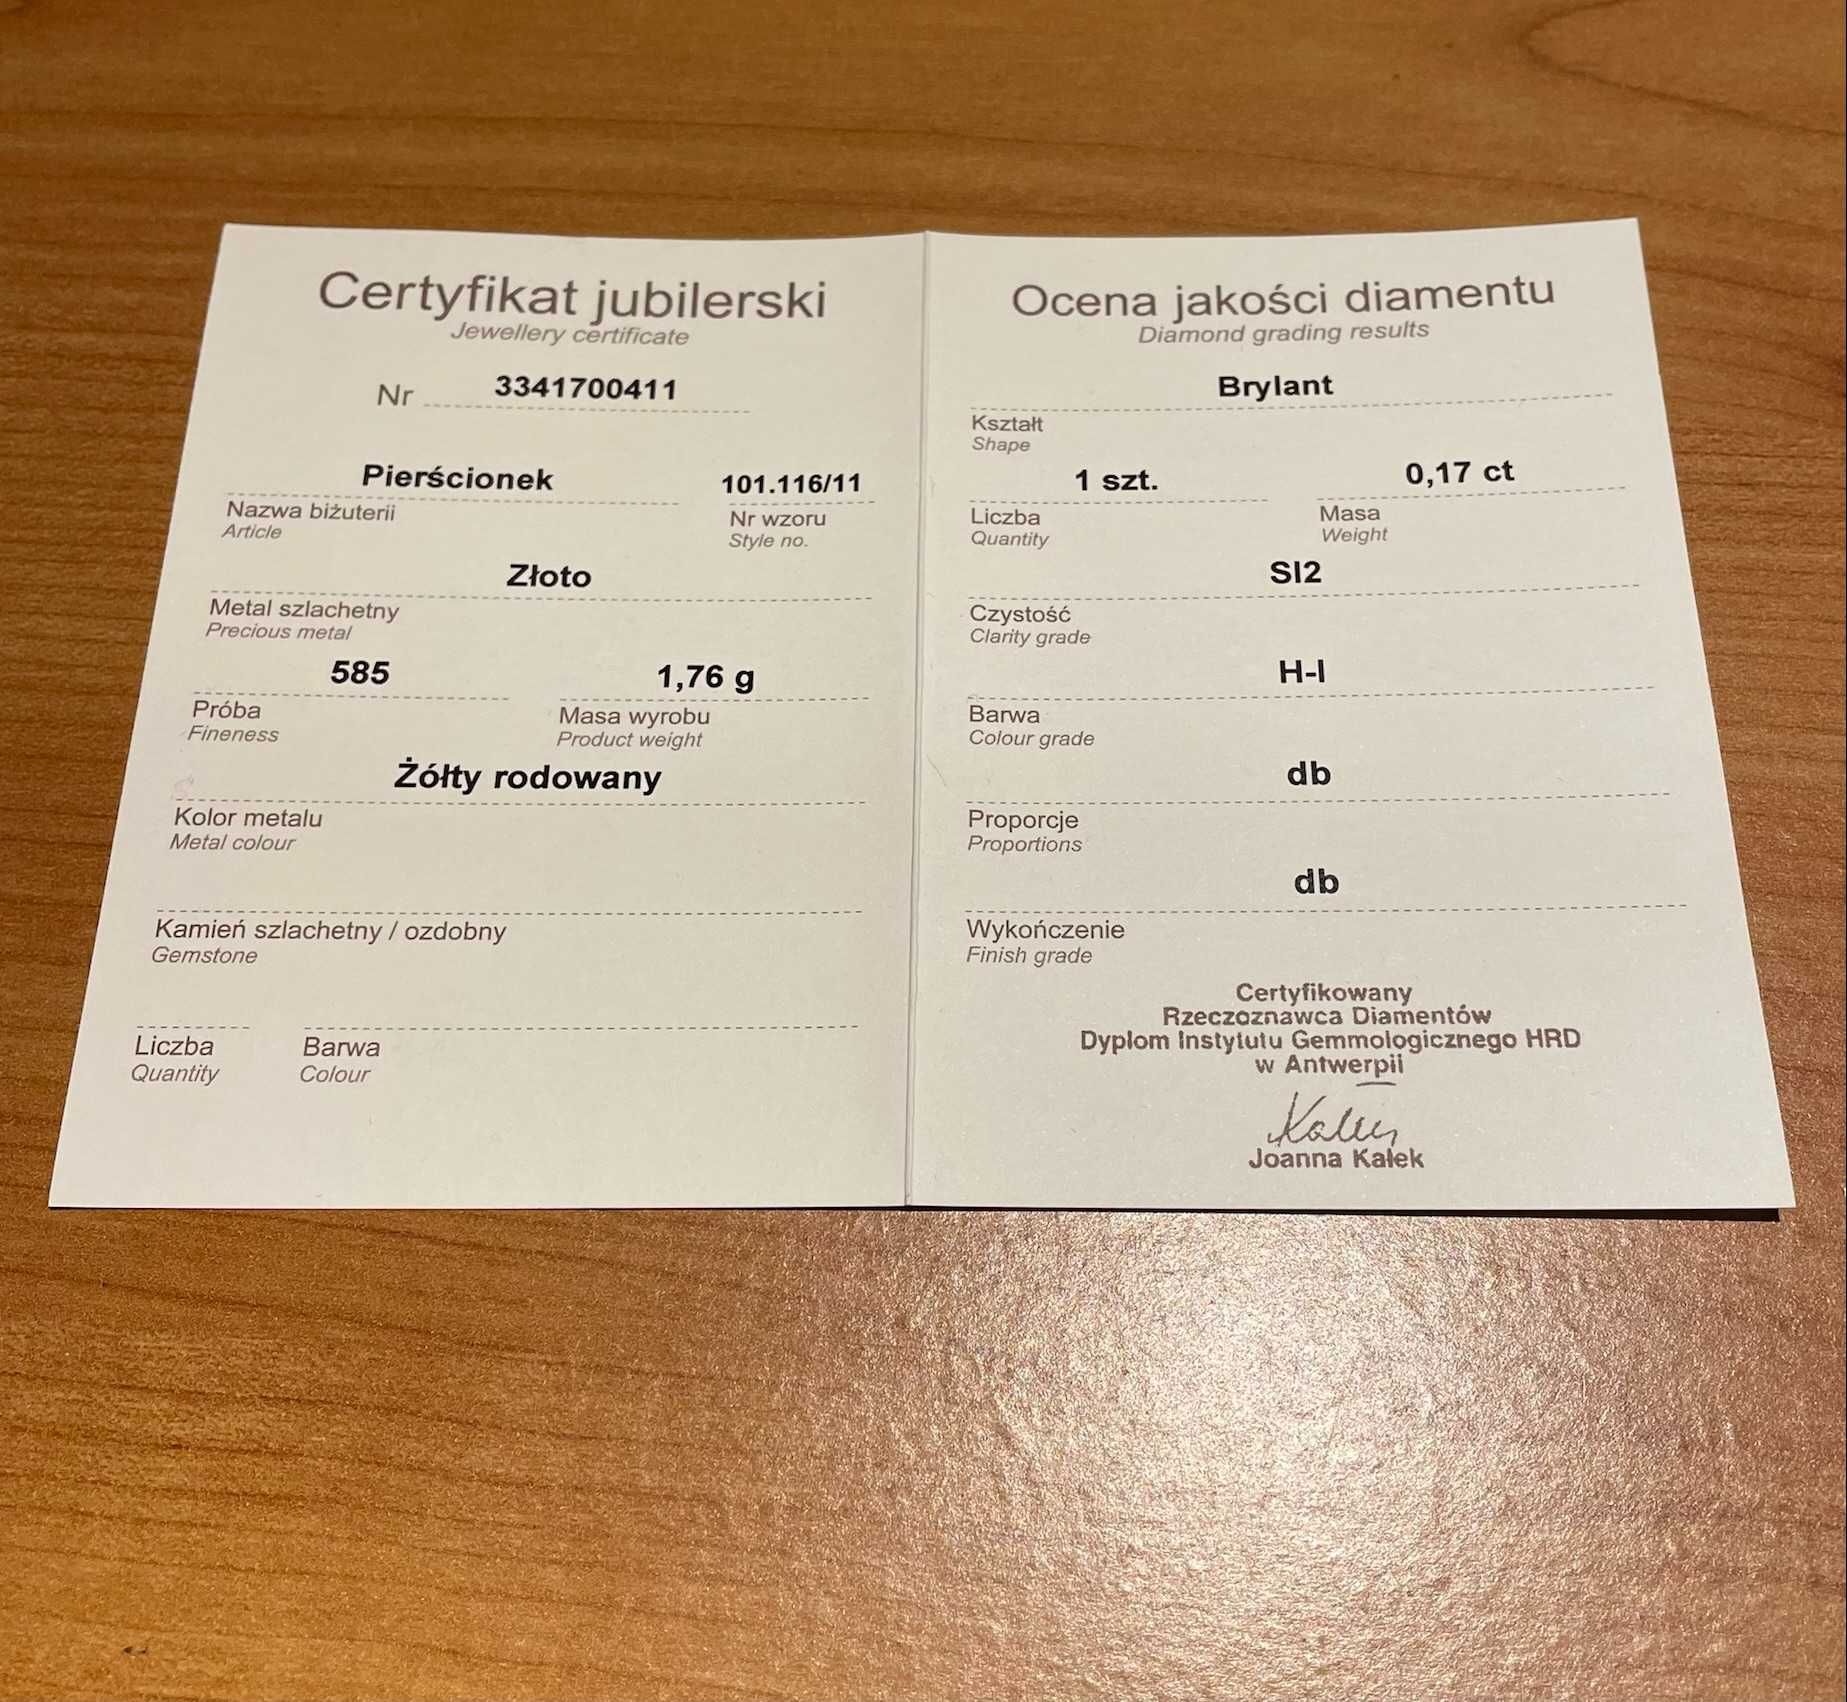 Certyfikat jubilerski
Jewellery certificate
Nr 3341700411
Pierścionek 101.116/11
Nazwa biżuterii Nr wzoru
Article Style no.
Złoto
Metal szlachetny
Precious metal
585 1,76 g
Próba Masa wyrobu
Fineness Product weight
Żółty rodowany
Kolor metalu
Metal colour
Kamień szlachetny / ozdobny
Gemstone
Liczba Barwa
Quantity Colour
Ocena jakości diamentu
Diamond grading results
Brylant
Kształt
Shape
1 szt. 0,17 ct
Liczba Masa
Quantity Weight
SI2
Czystość
Clarity grade
H-I
Barwa
Colour grade
db
Proporcje
Proportions
db
Wykończenie
Finish grade
Certyfikowany
Rzeczoznawca Diamentów
Dyplom Instytutu Gemmologicznego HRD
w Antwerpii
Joanna Kałek